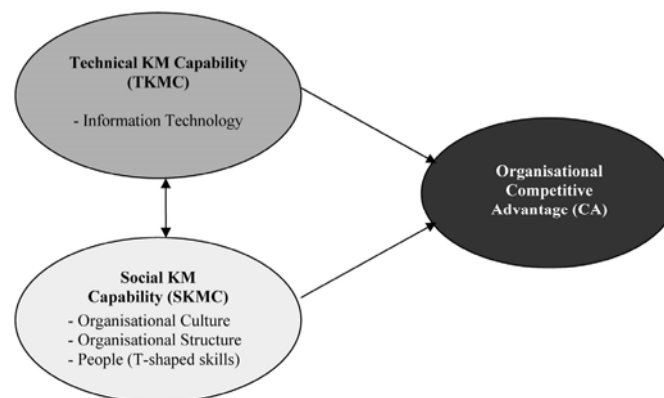 Technical KM Capability
(TKMC)
- Information Technology
Organisational
Competitive
Advantage (CA)
Social KM
Capability (SKMC)
- Organisational Culture
- Organisational Structure
- People (T-shaped skills)